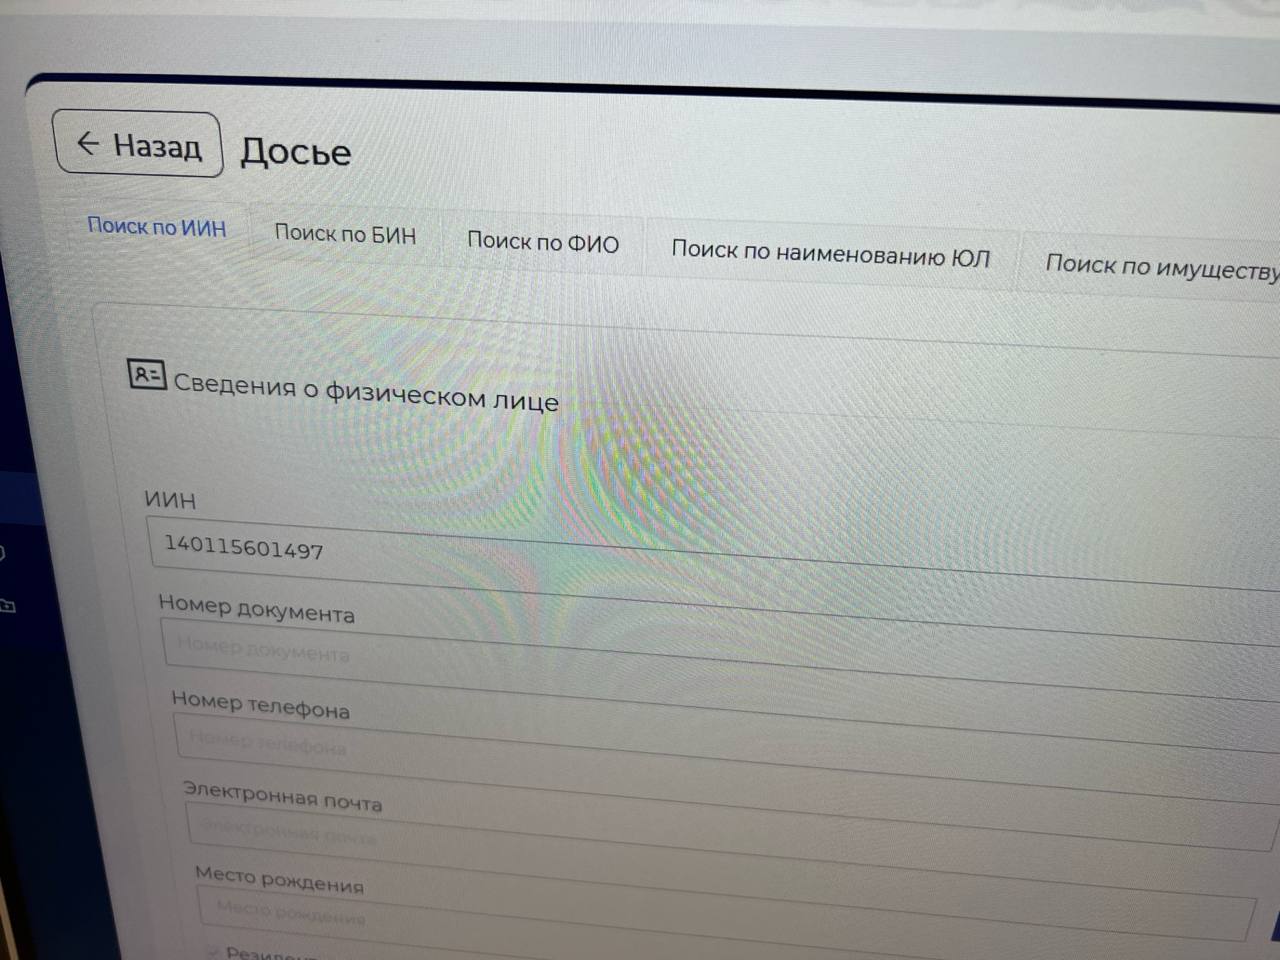 ← Назад Досье
Поиск по ИИН Поиск по БИН Поиск по ФИО Поиск по наименованию ЮЛ Поиск по имуществу
Сведения о физическом лице
ИИН
140115601497
Номер документа
Номер документа
Номер телефона
Номер телефона
Электронная почта
Электронная почта
Место рождения
Место рождения